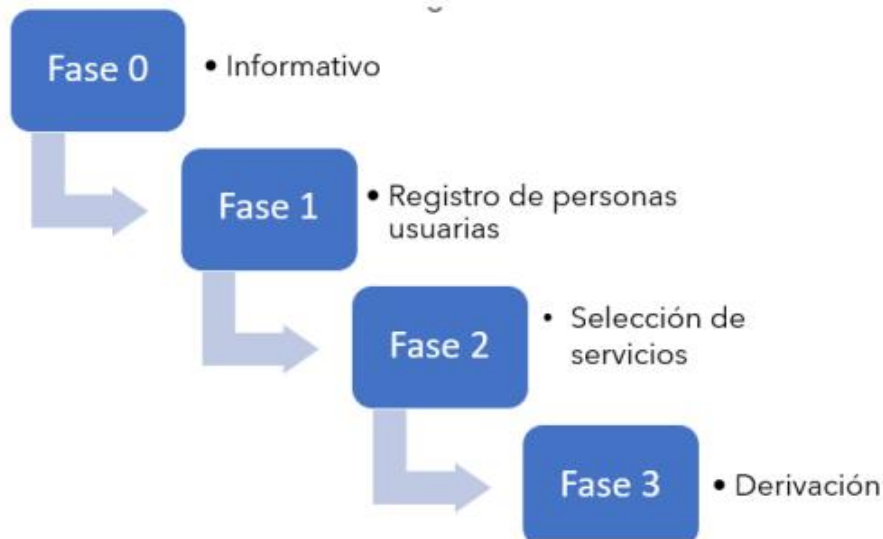 Fase 0
• Informativo
Fase 1
• Registro de personas
usuarias
Fase 2
• Selección de
servicios
Fase 3
• Derivación